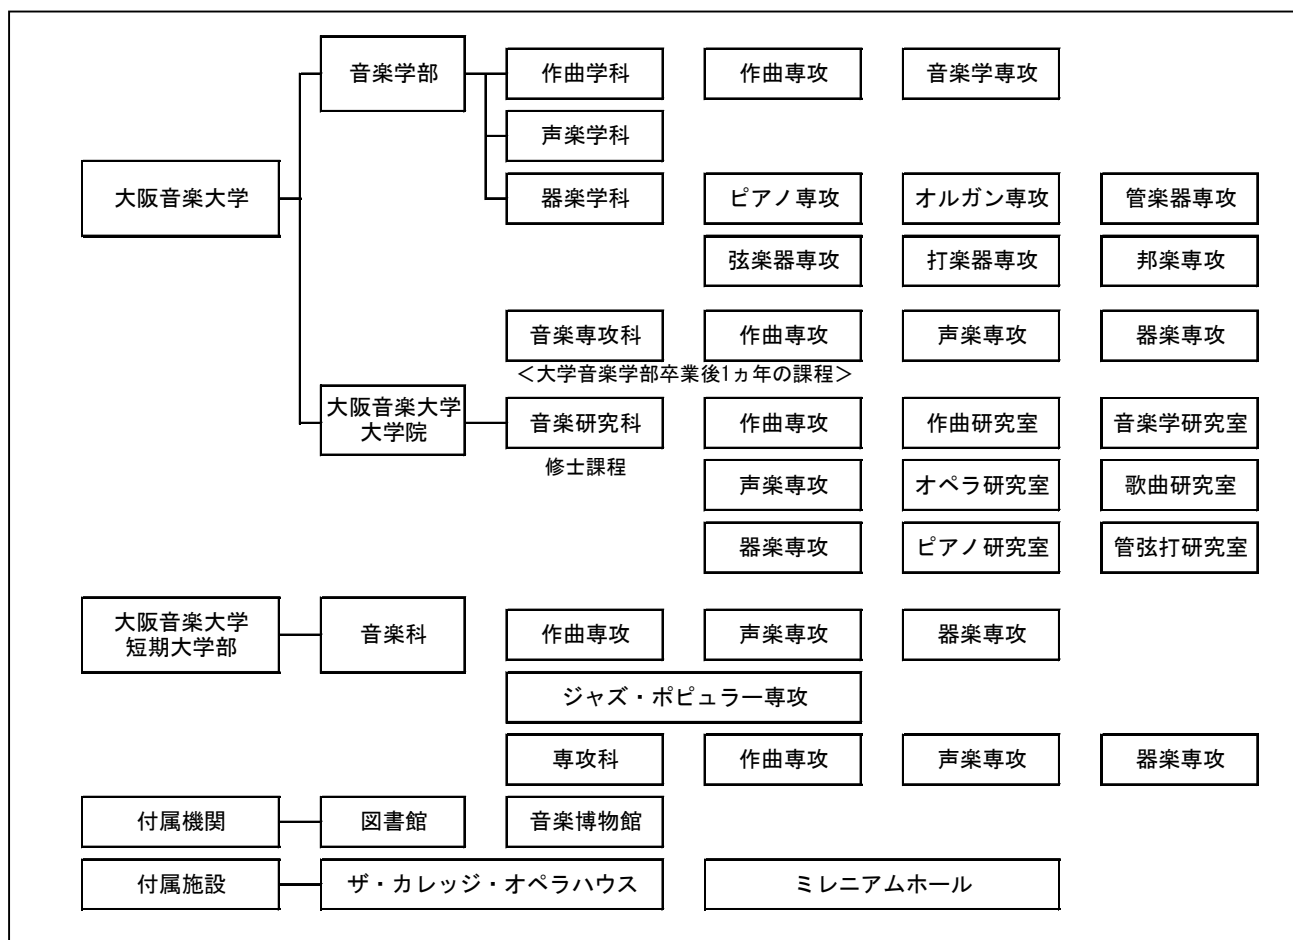 音楽学部
作曲学科
作曲専攻
音楽学専攻
声楽学科
大阪音楽大学
器楽学科
ピアノ専攻
オルガン専攻
管楽器専攻
弦楽器専攻
打楽器専攻
邦楽専攻
音楽専攻科
作曲専攻
声楽専攻
器楽専攻
＜大学音楽学部卒業後1ヵ年の課程＞
大阪音楽大学
大学院
音楽研究科
作曲専攻
作曲研究室
音楽学研究室
修士課程
声楽専攻
オペラ研究室
歌曲研究室
器楽専攻
ピアノ研究室
管弦打研究室
大阪音楽大学
短期大学部
音楽科
作曲専攻
声楽専攻
器楽専攻
ジャズ・ポピュラー専攻
専攻科
作曲専攻
声楽専攻
器楽専攻
付属機関
図書館
音楽博物館
付属施設
ザ・カレッジ・オペラハウス
ミレニアムホール